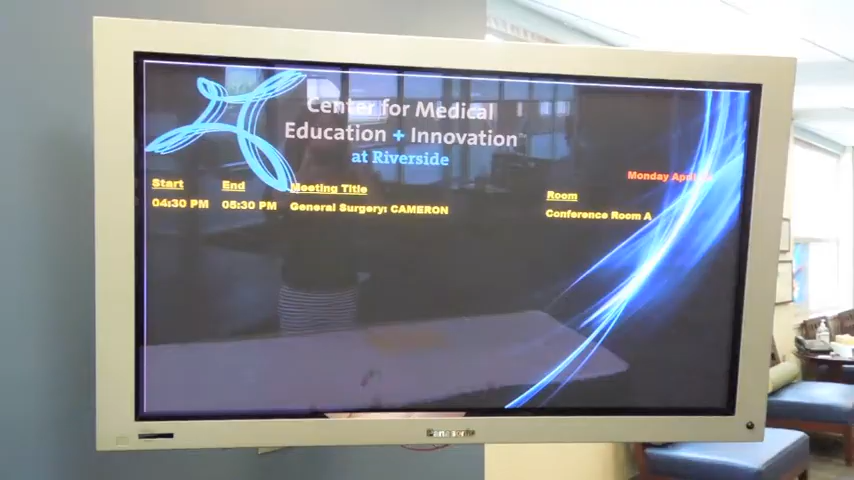 Center for Medical
Education + Innovation™
at Riverside
Monday April
Start End Meeting Title Room
04:30 PM 05:30 PM General Surgery: CAMERON Conference Room A
Panasonic